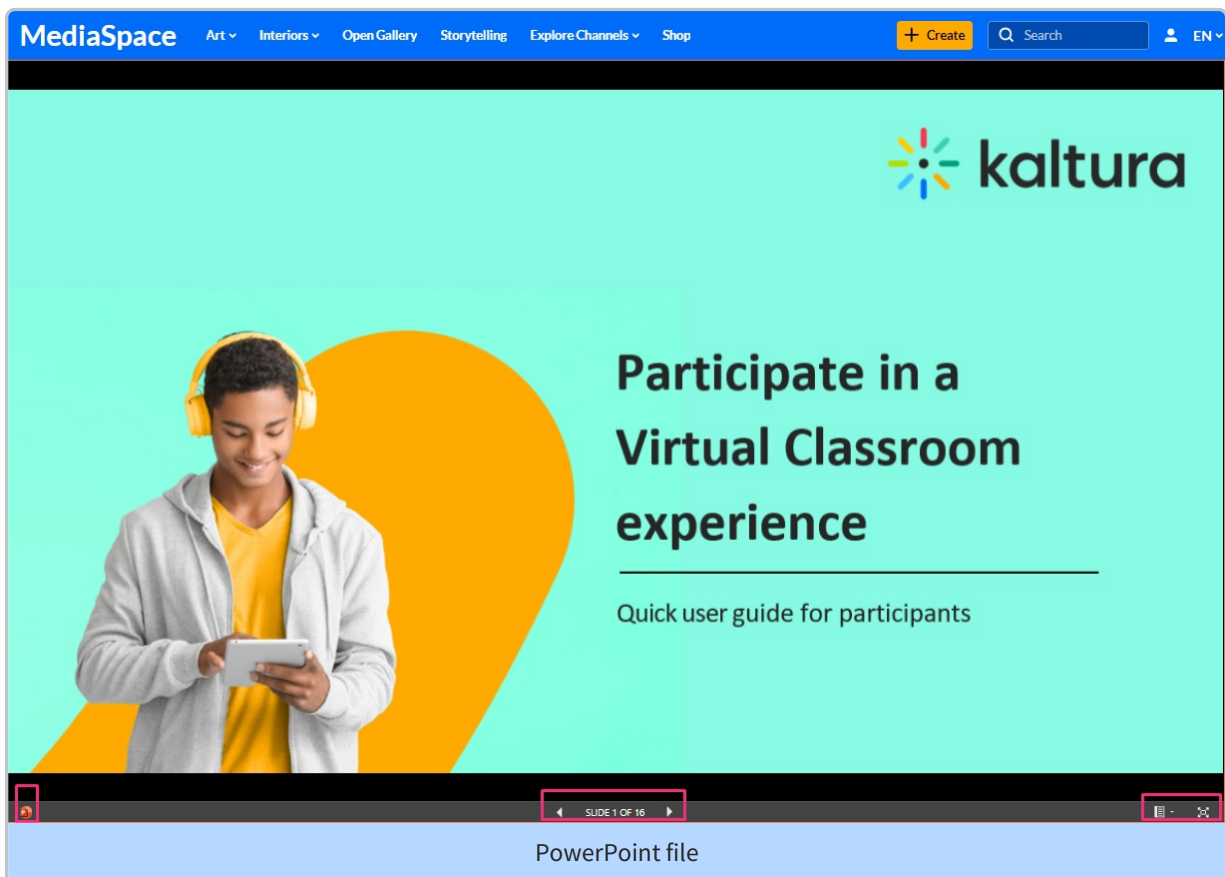 MediaSpace Art Interiors Open Gallery Storytelling Explore Channels Shop + Create Search EN
kaltura
Participate in a
Virtual Classroom
experience
Quick user guide for participants
SLIDE 1 OF 16
PowerPoint file